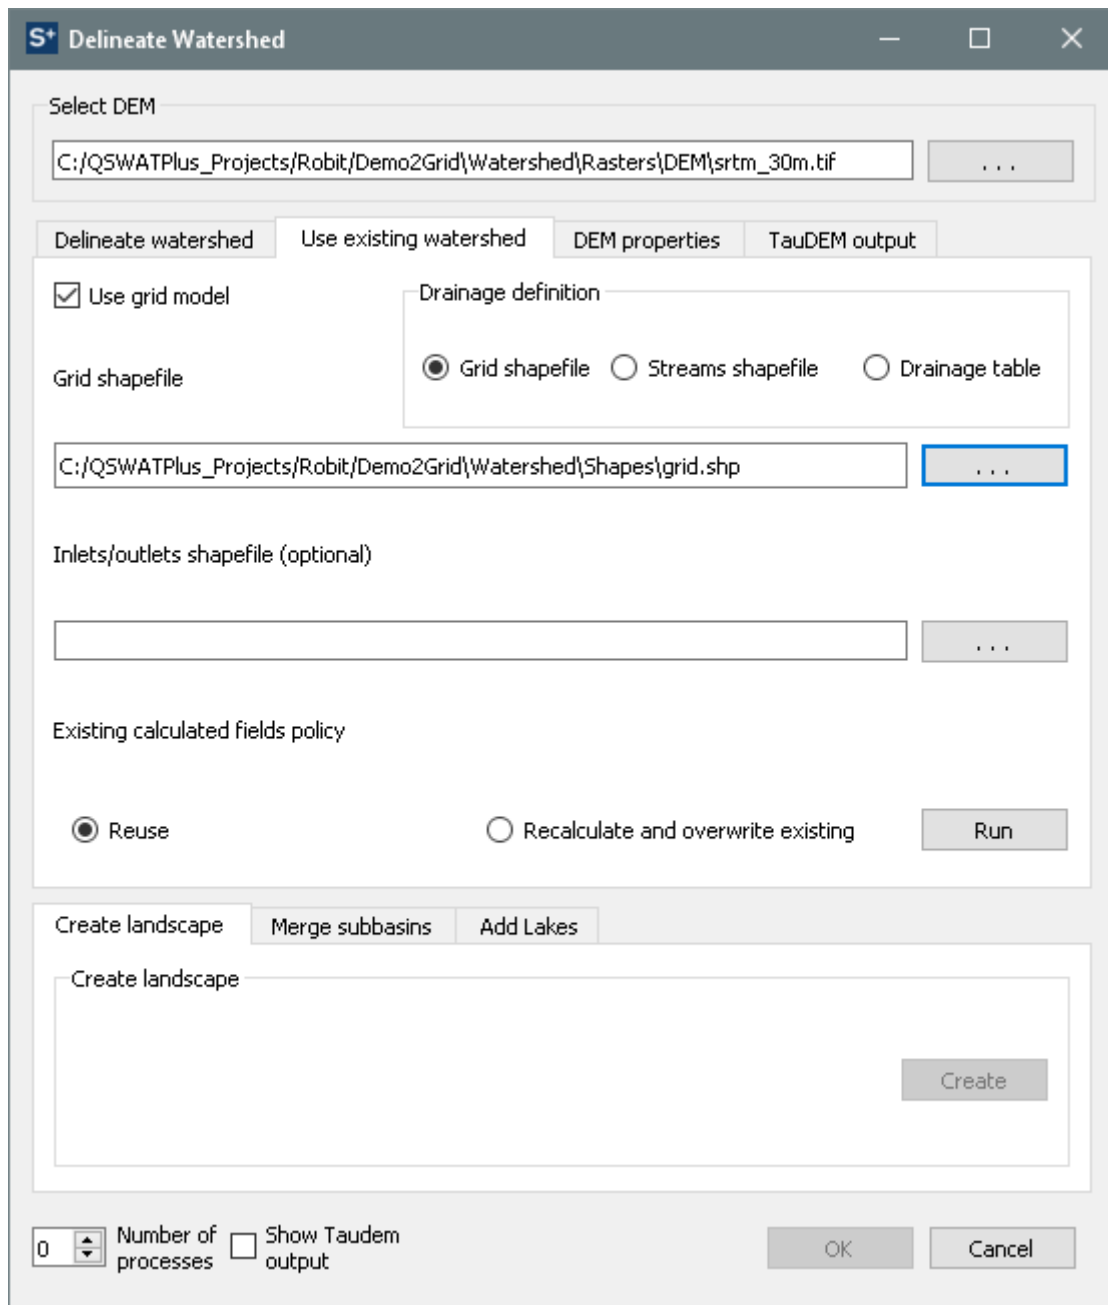 S+ Delineate Watershed
Select DEM
C:/QSWATPlus_Projects/Robit/Demo2Grid\Watershed\Rasters\DEM\srtm_30m.tif
. . .
Delineate watershed
Use existing watershed
DEM properties
TauDEM output
Use grid model
Drainage definition
Grid shapefile
Grid shapefile
Streams shapefile
Drainage table
C:/QSWATPlus_Projects/Robit/Demo2Grid\Watershed\Shapes\grid.shp
. . .
Inlets/outlets shapefile (optional)
. . .
Existing calculated fields policy
Reuse
Recalculate and overwrite existing
Run
Create landscape
Merge subbasins
Add Lakes
Create landscape
Create
0
Number of
processes
Show Taudem
output
OK
Cancel